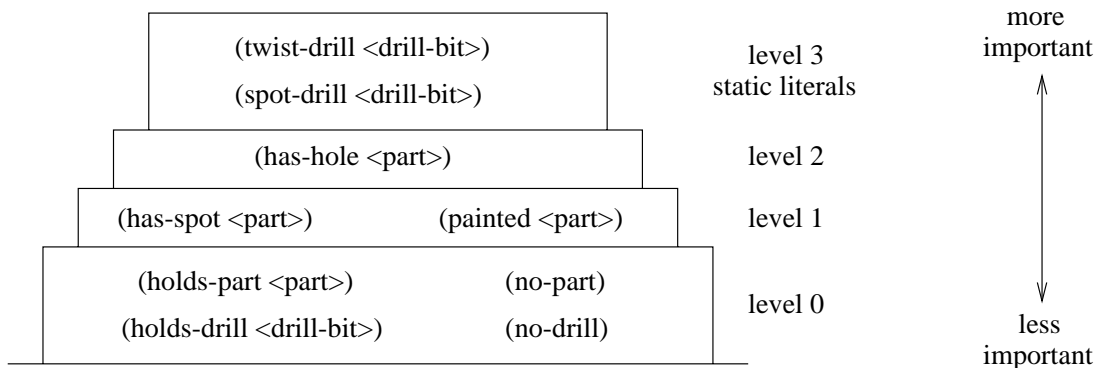 (twist-drill <drill-bit>)
(spot-drill <drill-bit>)
level 3
static literals
more
important
(has-hole <part>)
level 2
(has-spot <part>) (painted <part>)
level 1
(holds-part <part>) (no-part)
(holds-drill <drill-bit>) (no-drill)
level 0
less
important